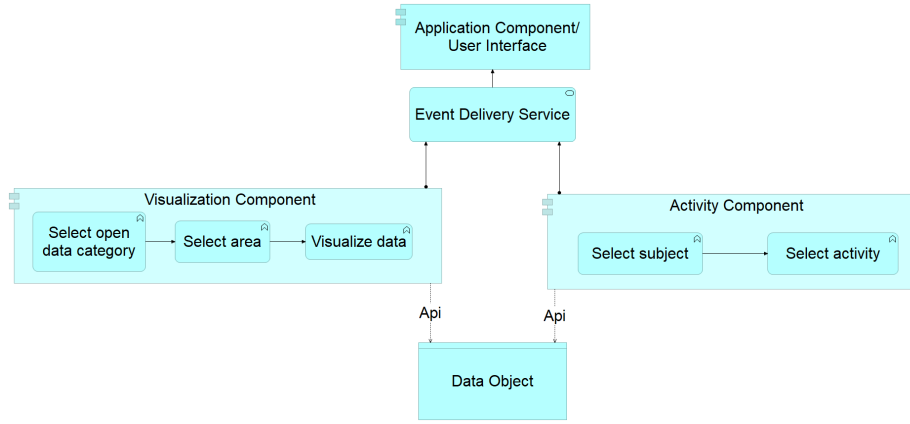 Application Component/
User Interface
Event Delivery Service
Visualization Component
Select open
data category
Select area
Visualize data
Activity Component
Select subject
Select activity
Api
Api
Data Object